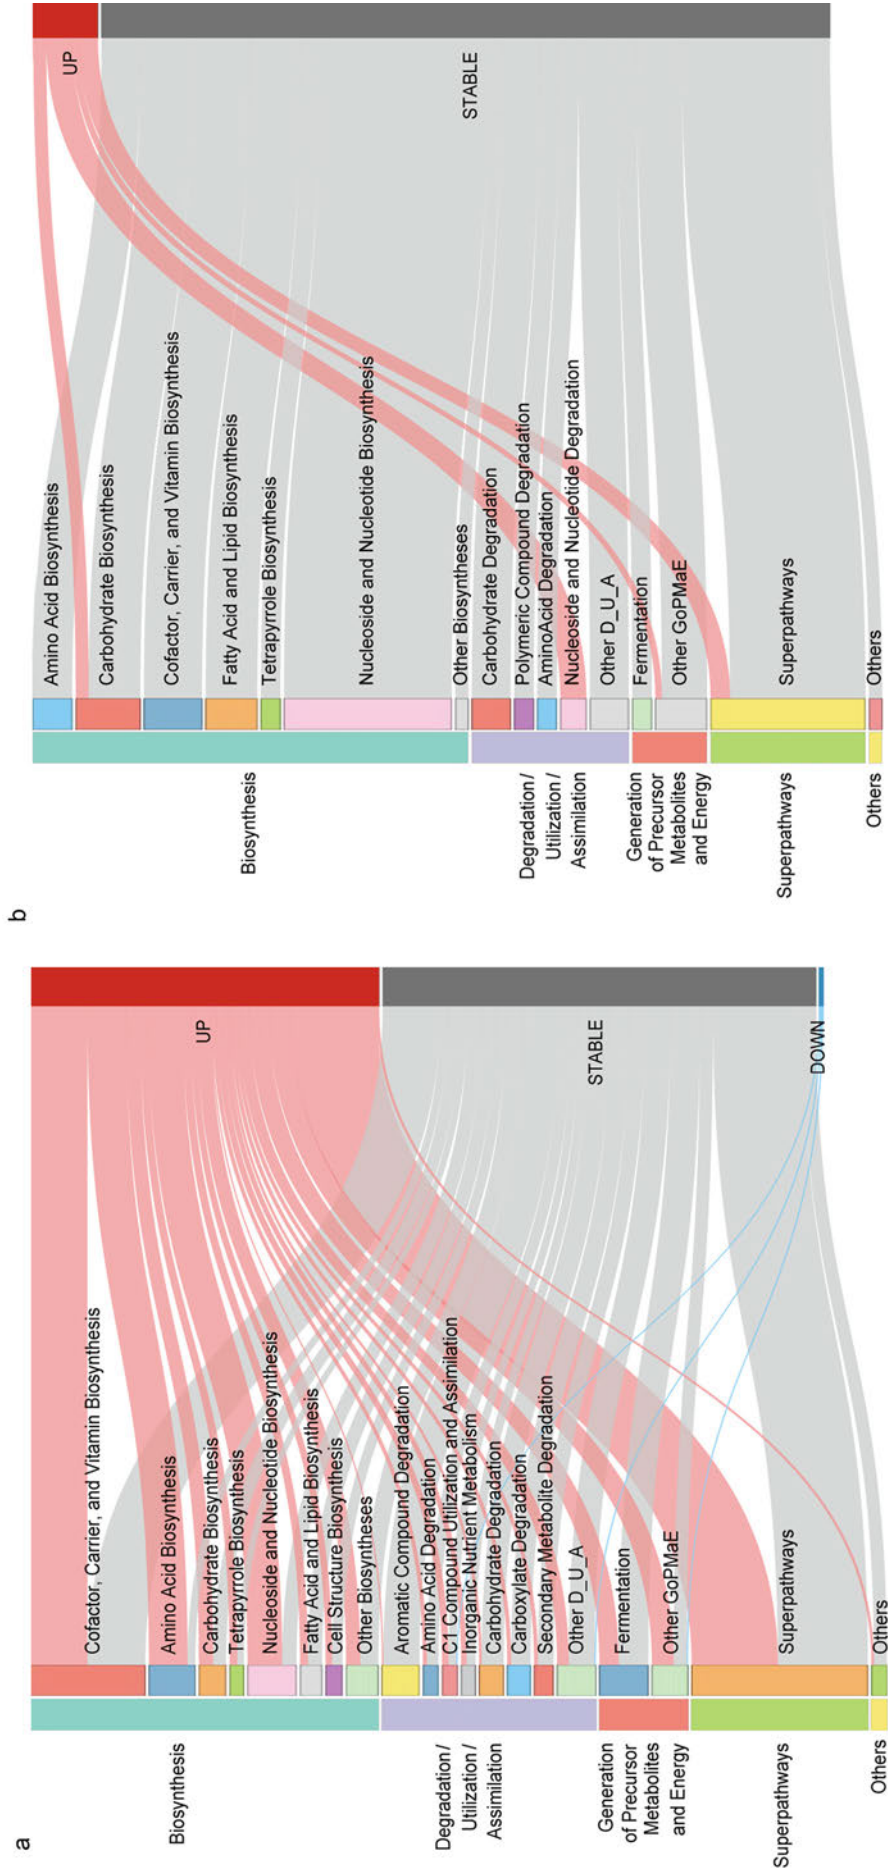 a
Biosynthesis
Degradation/
Utilization/
Assimilation
Generation
of Precursor
Metabolites
and Energy
Superpathways
Others
Cofactor, Carrier, and Vitamin Biosynthesis
Amino Acid Biosynthesis
Carbohydrate Biosynthesis
Tetrapyrrole Biosynthesis
Nucleoside and Nucleotide Biosynthesis
Fatty Acid and Lipid Biosynthesis
Cell Structure Biosynthesis
Other Biosyntheses
Aromatic Compound Degradation
Amino Acid Degradation
C1 Compound Utilization and Assimilation
Inorganic Nutrient Metabolism
Carbohydrate Degradation
Carboxylate Degradation
Secondary Metabolite Degradation
Other D_U_A
Fermentation
Other GoPMaE
Superpathways
Others
UP
STABLE
DOWN
b
Biosynthesis
Degradation/
Utilization/
Assimilation
Generation
of Precursor
Metabolites
and Energy
Superpathways
Others
Amino Acid Biosynthesis
Carbohydrate Biosynthesis
Cofactor, Carrier, and Vitamin Biosynthesis
Fatty Acid and Lipid Biosynthesis
Tetrapyrrole Biosynthesis
Nucleoside and Nucleotide Biosynthesis
Other Biosyntheses
Carbohydrate Degradation
Polymeric Compound Degradation
AminoAcid Degradation
Nucleoside and Nucleotide Degradation
Other D_U_A
Fermentation
Other GoPMaE
Superpathways
Others
UP
STABLE